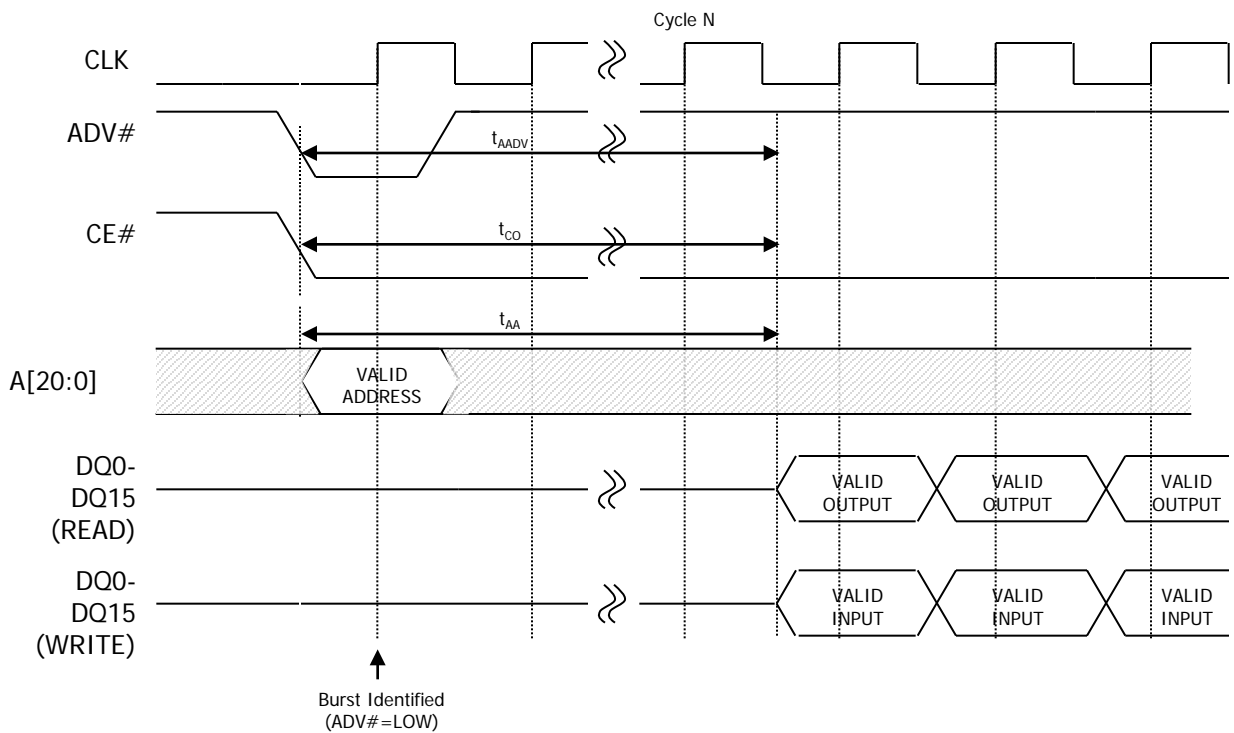 Cycle N
CLK
ADV#
tAADV
CE#
tCO
tAA
A[20:0]
VALID
ADDRESS
DQ0-
DQ15
(READ)
VALID
OUTPUT
VALID
OUTPUT
VALID
OUTPUT
DQ0-
DQ15
(WRITE)
VALID
INPUT
VALID
INPUT
VALID
INPUT
Burst Identified
(ADV#=LOW)